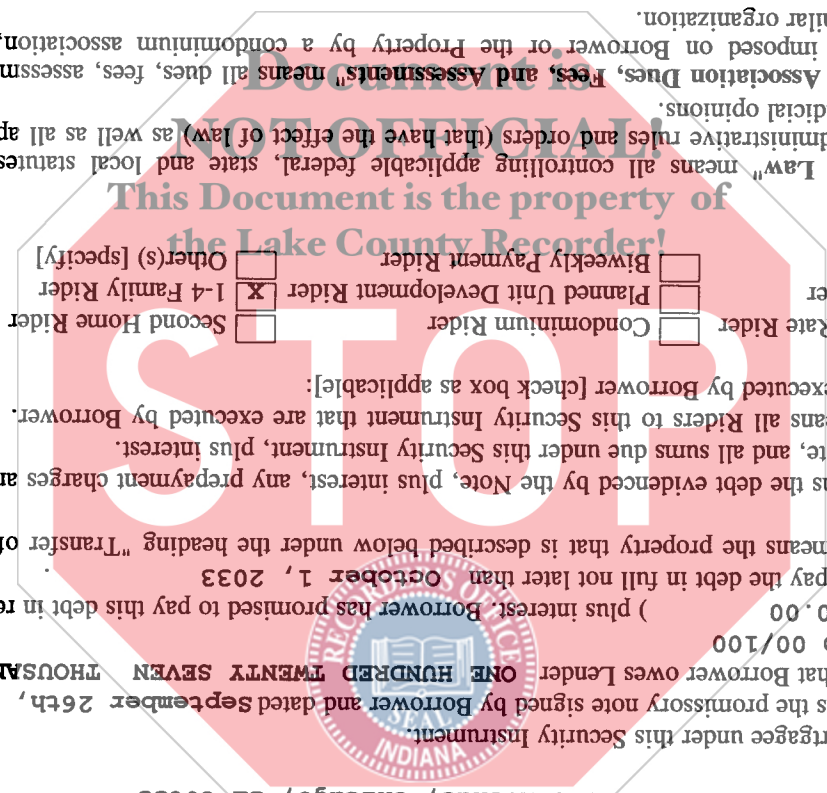 rtgagee under this Security Instrument.
the promissory note signed by Borrower and dated September 26th,
that Borrower owes Lender ONE HUNDRED TWENTY SEVEN THOUSA
00/100
0.00 ) plus interest. Borrower has promised to pay this debt in re
pay the debt in full not later than October 1, 2033 .
means the property that is described below under the heading "Transfer of
ns the debt evidenced by the Note, plus interest, any prepayment charges an
te, and all sums due under this Security Instrument, plus interest.
eans all Riders to this Security Instrument that are executed by Borrower.
executed by Borrower [check box as applicable]:
Rate Rider Condominium Rider Second Home Rider
er Planned Unit Development Rider X 1-4 Family Rider
Biweekly Payment Rider Other(s) [specify]
Law" means all controlling applicable federal, state and local statutes
dministrative rules and orders (that have the effect of law) as well as all ap
dicial opinions.
Association Dues, Fees, and Assessments" means all dues, fees, assessm
imposed on Borrower or the Property by a condominium association,
ular organization.
Document is
NOT OFFICIAL!
This Document is the property of
the Lake County Recorder!
STOP
RECORDER'S OFFICE
SEAL
INDIANA